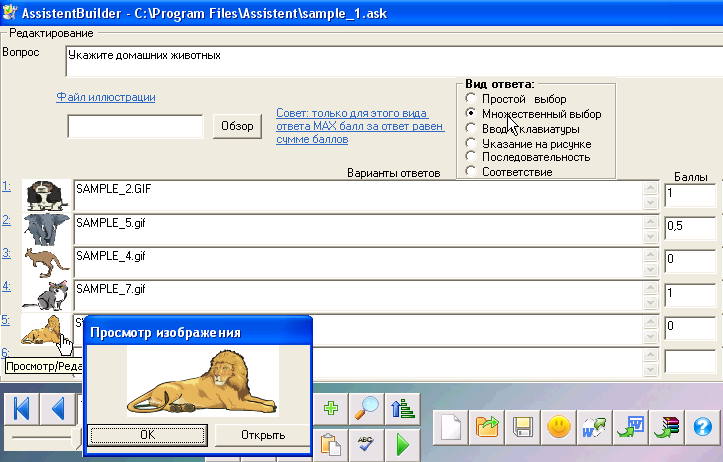 AssistentBuilder - C:\Program Files\Assistent\sample_1.ask
Редактирование
Вопрос
Укажите домашних животных
Файл иллюстрации
Обзор
Совет: только для этого вида
ответа MAX балл за ответ равен
сумме баллов
Вид ответа:
Простой выбор
Множественный выбор
Ввод с клавиатуры
Указание на рисунке
Последовательность
Соответствие
Варианты ответов
Баллы
1:
SAMPLE_2.GIF
1
2:
SAMPLE_5.gif
0,5
3:
SAMPLE_4.gif
0
4:
SAMPLE_7.gif
1
5:
0
6:
Просмотр/Реда
Просмотр изображения
OK
Открыть
ABC
W
W
?